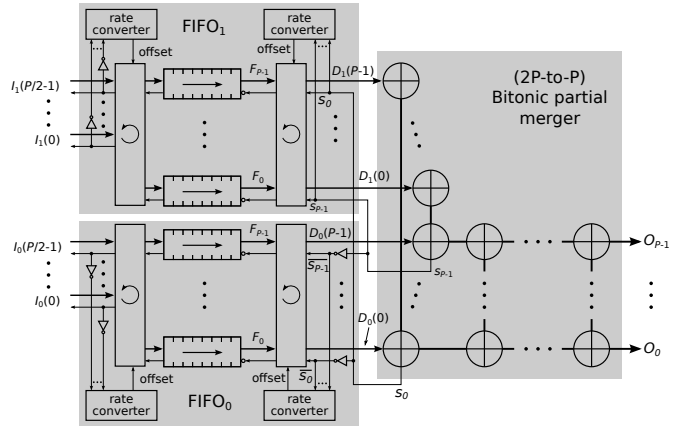 rate converter
FIFO1
rate converter
offset
offset
FP-1
D1(P-1)
(2P-to-P)
Bitonic partial
merger
I1(P/2-1)
s0
I1(0)
F0
D1(0)
sP-1
I0(P/2-1)
FP-1
D0(P-1)
OP-1
sP-1
sP-1
I0(0)
F0
D0(0)
O0
offset
offset
s0
s0
rate converter
FIFO0
rate converter